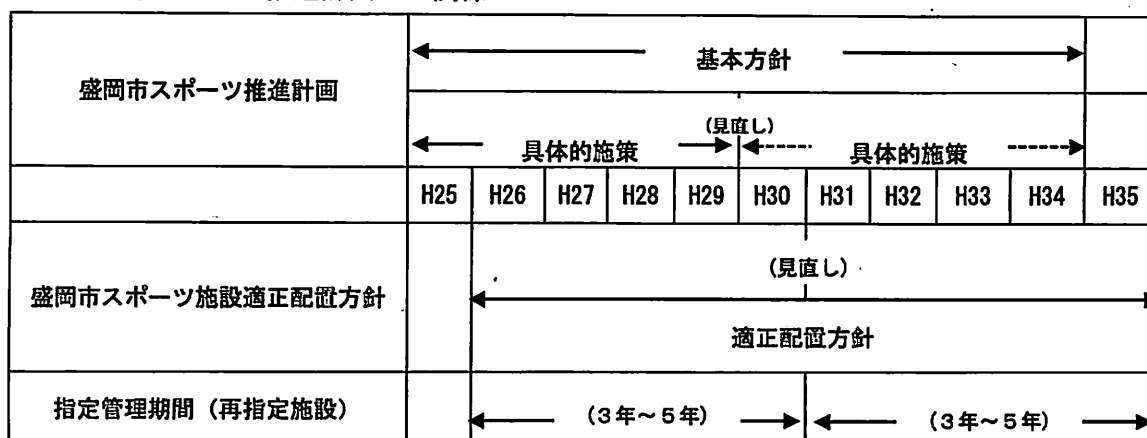 基本方針
盛岡市スポーツ推進計画
(見直し)
具体的施策 具体的施策
H25 H26 H27 H28 H29 H30 H31 H32 H33 H34 H35
(見直し)
盛岡市スポーツ施設適正配置方針
適正配置方針
指定管理期間（再指定施設） (3年～5年) (3年～5年)